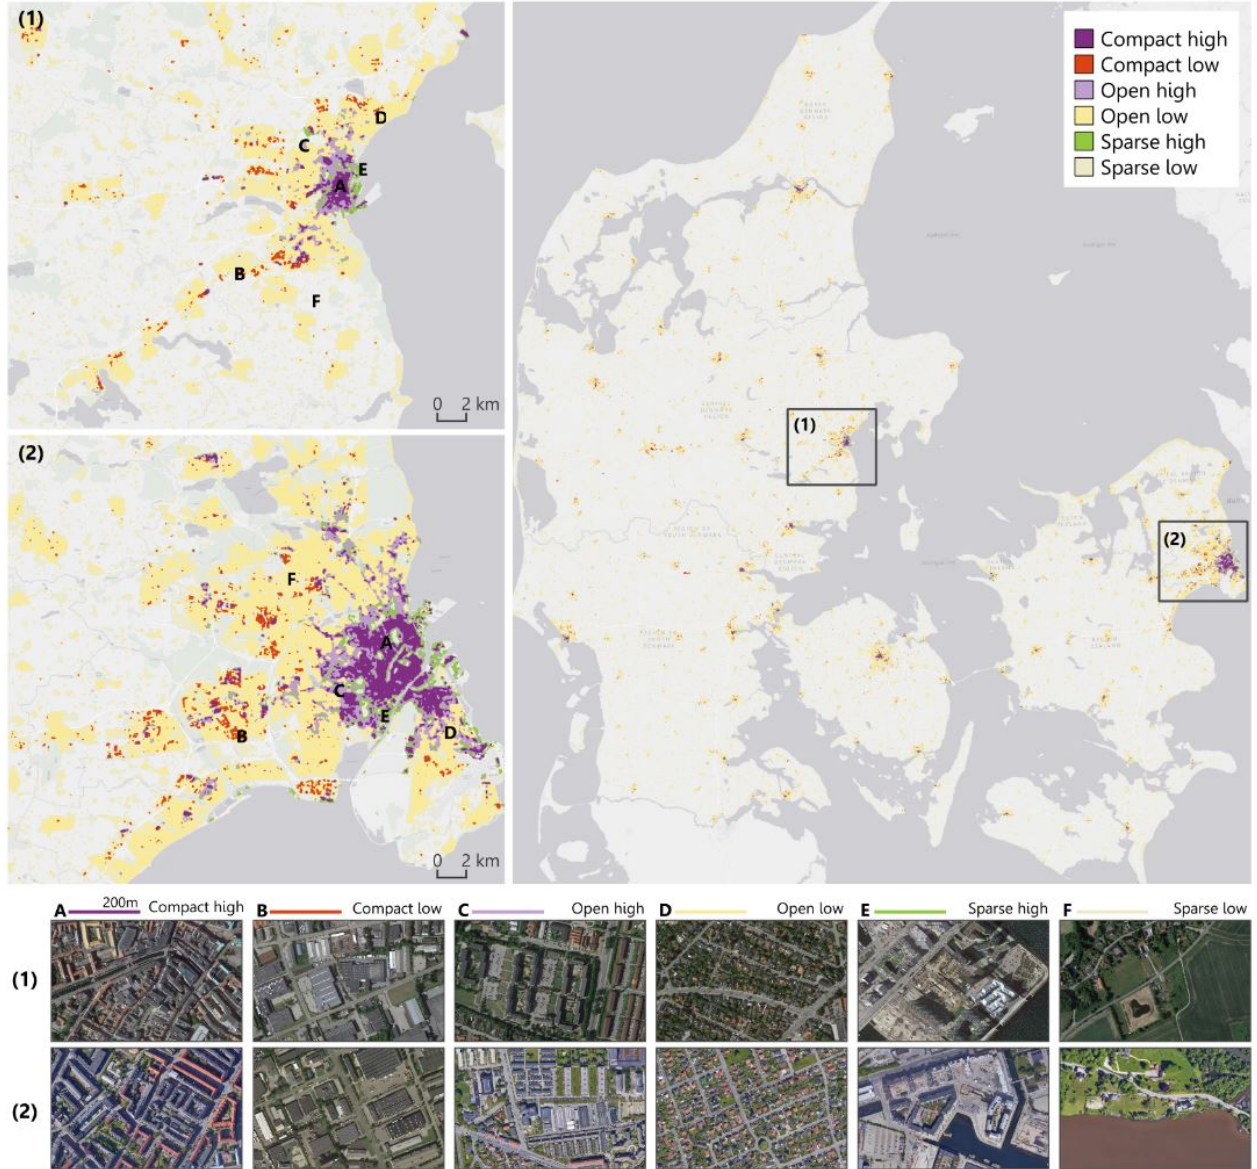 (1)
D
C
E
A
B
F
0 2 km
(2)
F
A
C
E
B
D
0 2 km
Compact high
Compact low
Open high
Open low
Sparse high
Sparse low
(1)
(2)
A 200m Compact high
B Compact low
C Open high
D Open low
E Sparse high
F Sparse low
(1)
(2)